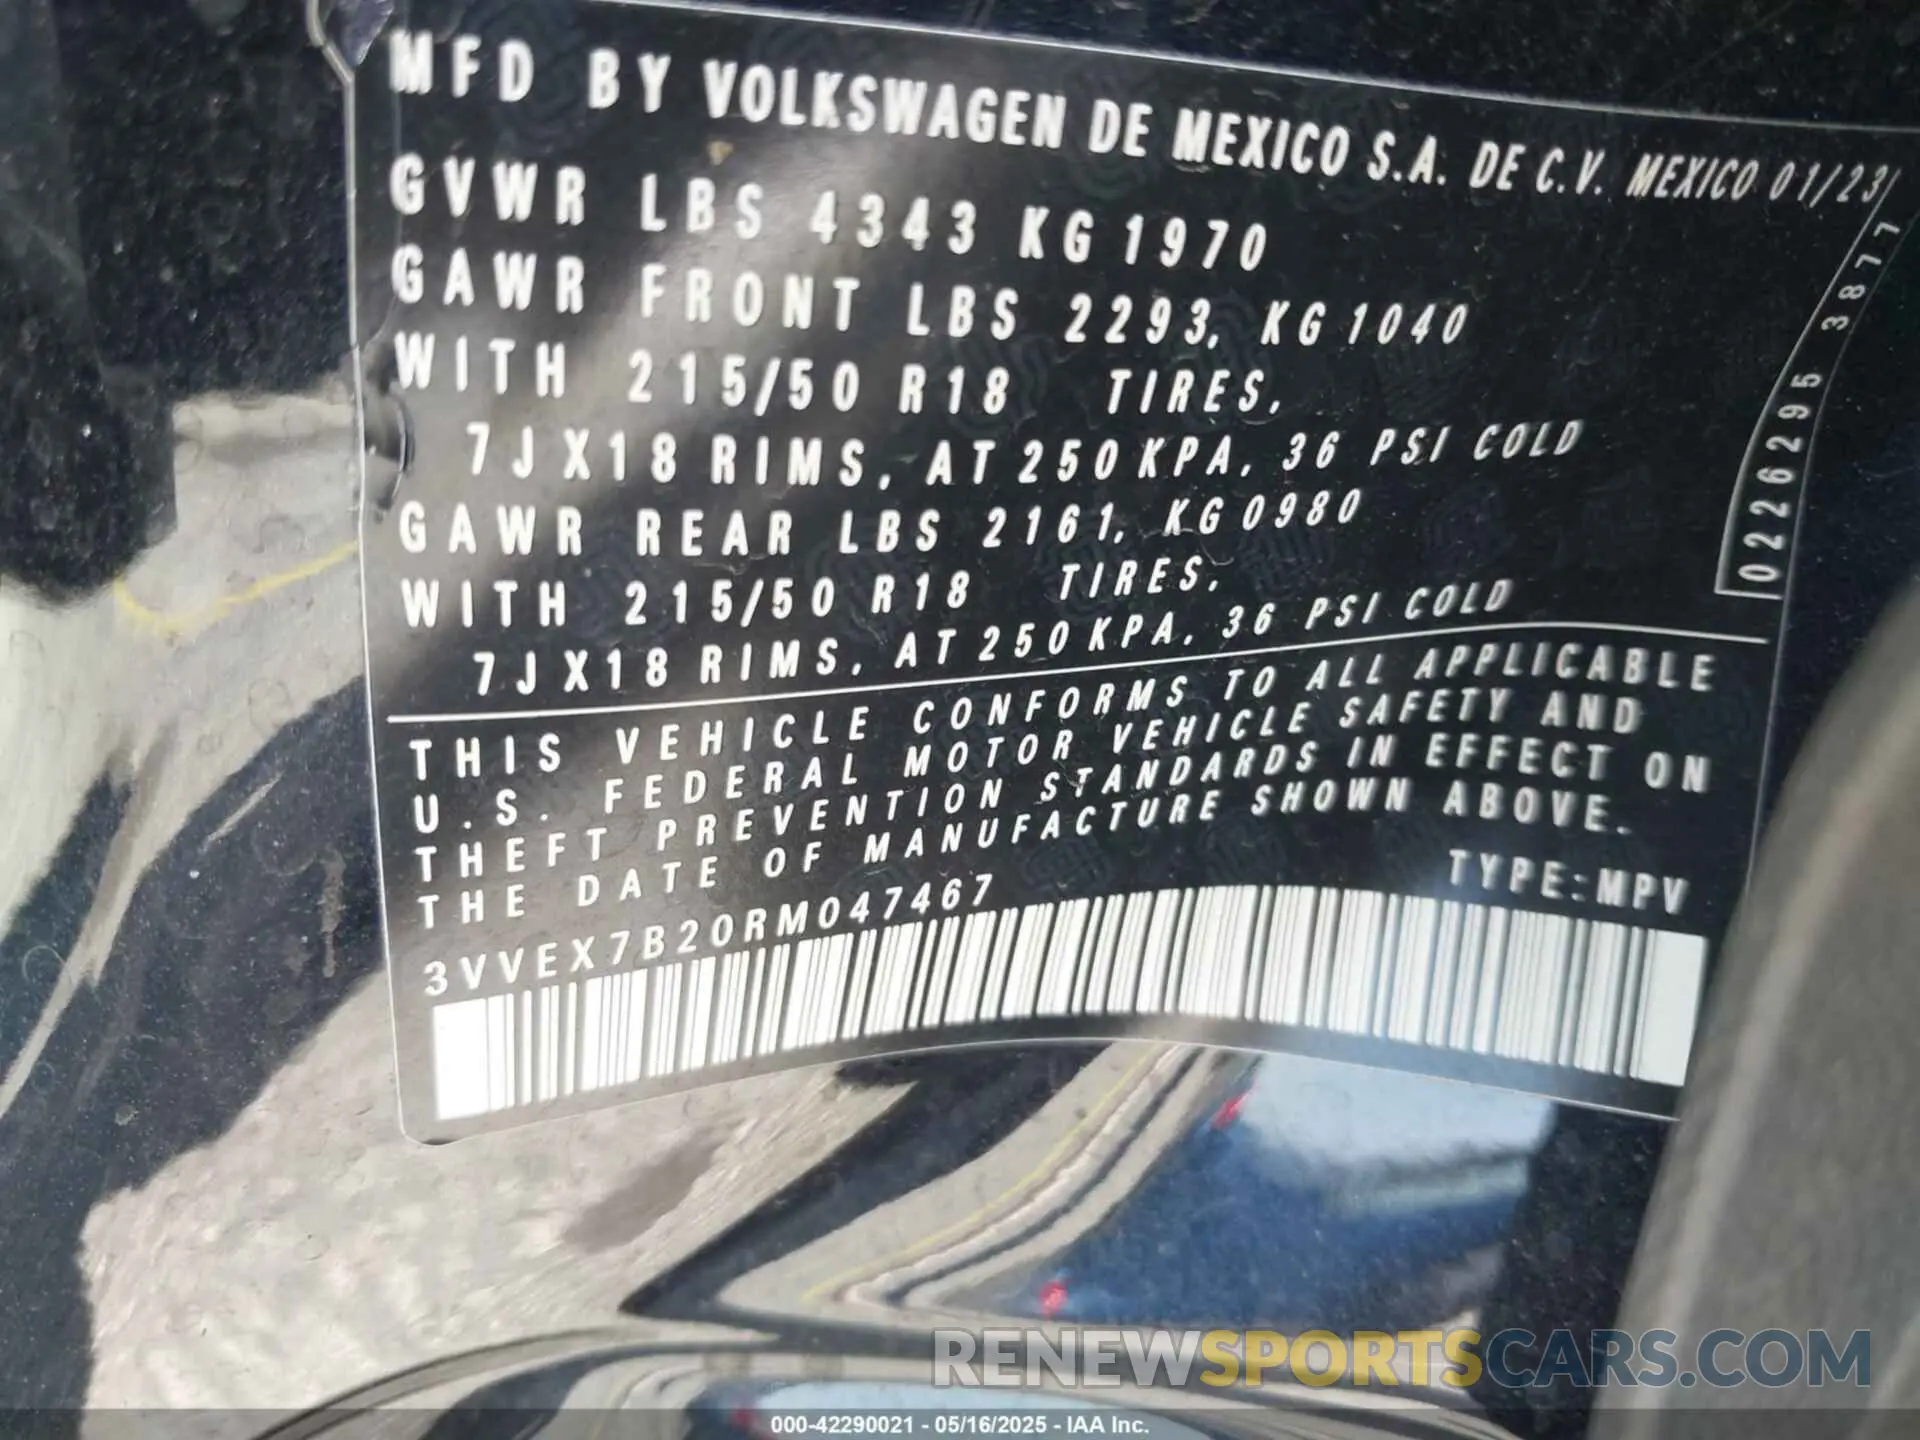 MFD BY VOLKSWAGEN DE MEXICO S.A. DE C.V. MEXICO 01/23
GVWR LBS 4343 KG 1970
GAWR FRONT LBS 2293, KG 1040
WITH 215/50 R18 TIRES,
7J X18 RIMS, AT 250 KPA, 36 PSI COLD
GAWR REAR LBS 2161, KG 0980
WITH 215/50 R18 TIRES,
7J X18 RIMS, AT 250 KPA, 36 PSI COLD
0226295 3877
THIS VEHICLE CONFORMS TO ALL APPLICABLE
U.S. FEDERAL MOTOR VEHICLE SAFETY AND
THEFT PREVENTION STANDARDS IN EFFECT ON
THE DATE OF MANUFACTURE SHOWN ABOVE.
3VVEX7B20RM047467 TYPE:MPV
RENEWSPORTSCARS.COM
000-42290021 - 05/16/2025 - IAA Inc.